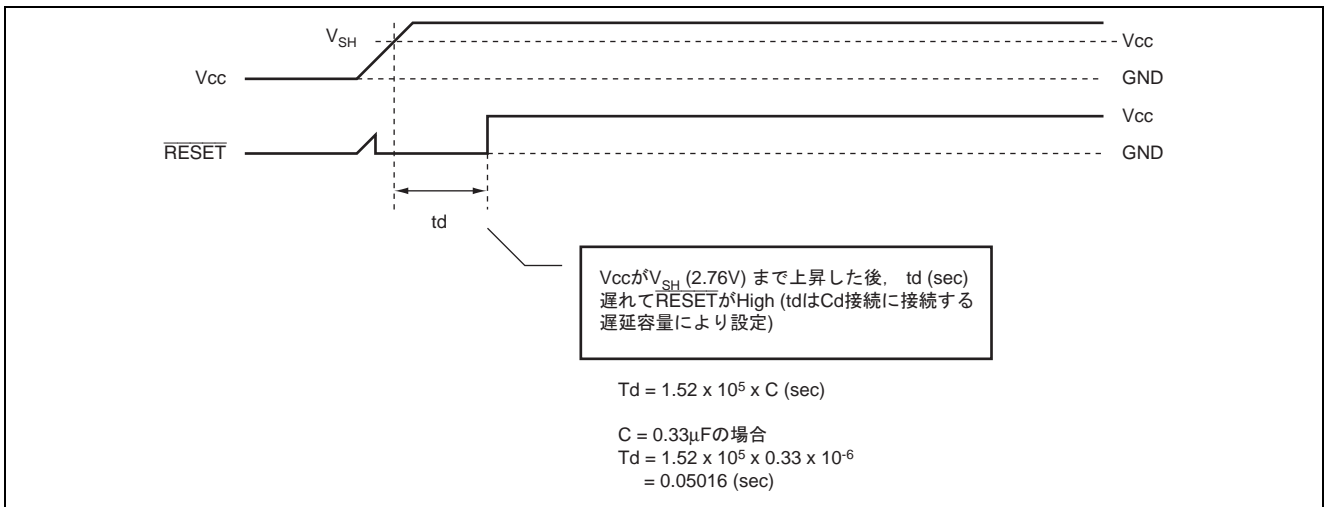 V_SH
Vcc
Vcc
GND
Vcc
RESET
GND
td
VccがV_SH (2.76V) まで上昇した後, td (sec)
遅れてRESETがHigh (tdはCd接続に接続する
遅延容量により設定)
Td = 1.52 x 10⁵ x C (sec)
C = 0.33μFの場合
Td = 1.52 x 10⁵ x 0.33 x 10⁻⁶
= 0.05016 (sec)